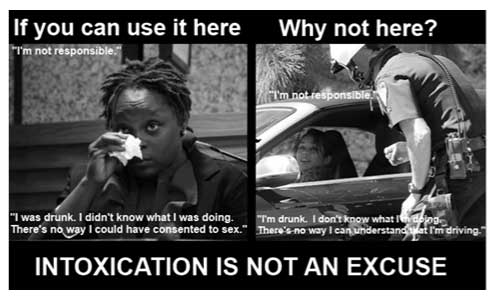 If you can use it here
"I'm not responsible."
"I was drunk. I didn't know what I was doing.
There's no way I could have consented to sex."
Why not here?
"I'm not responsible."
"I'm drunk. I don't know what I'm doing.
There's no way I can understand that I'm driving."
INTOXICATION IS NOT AN EXCUSE